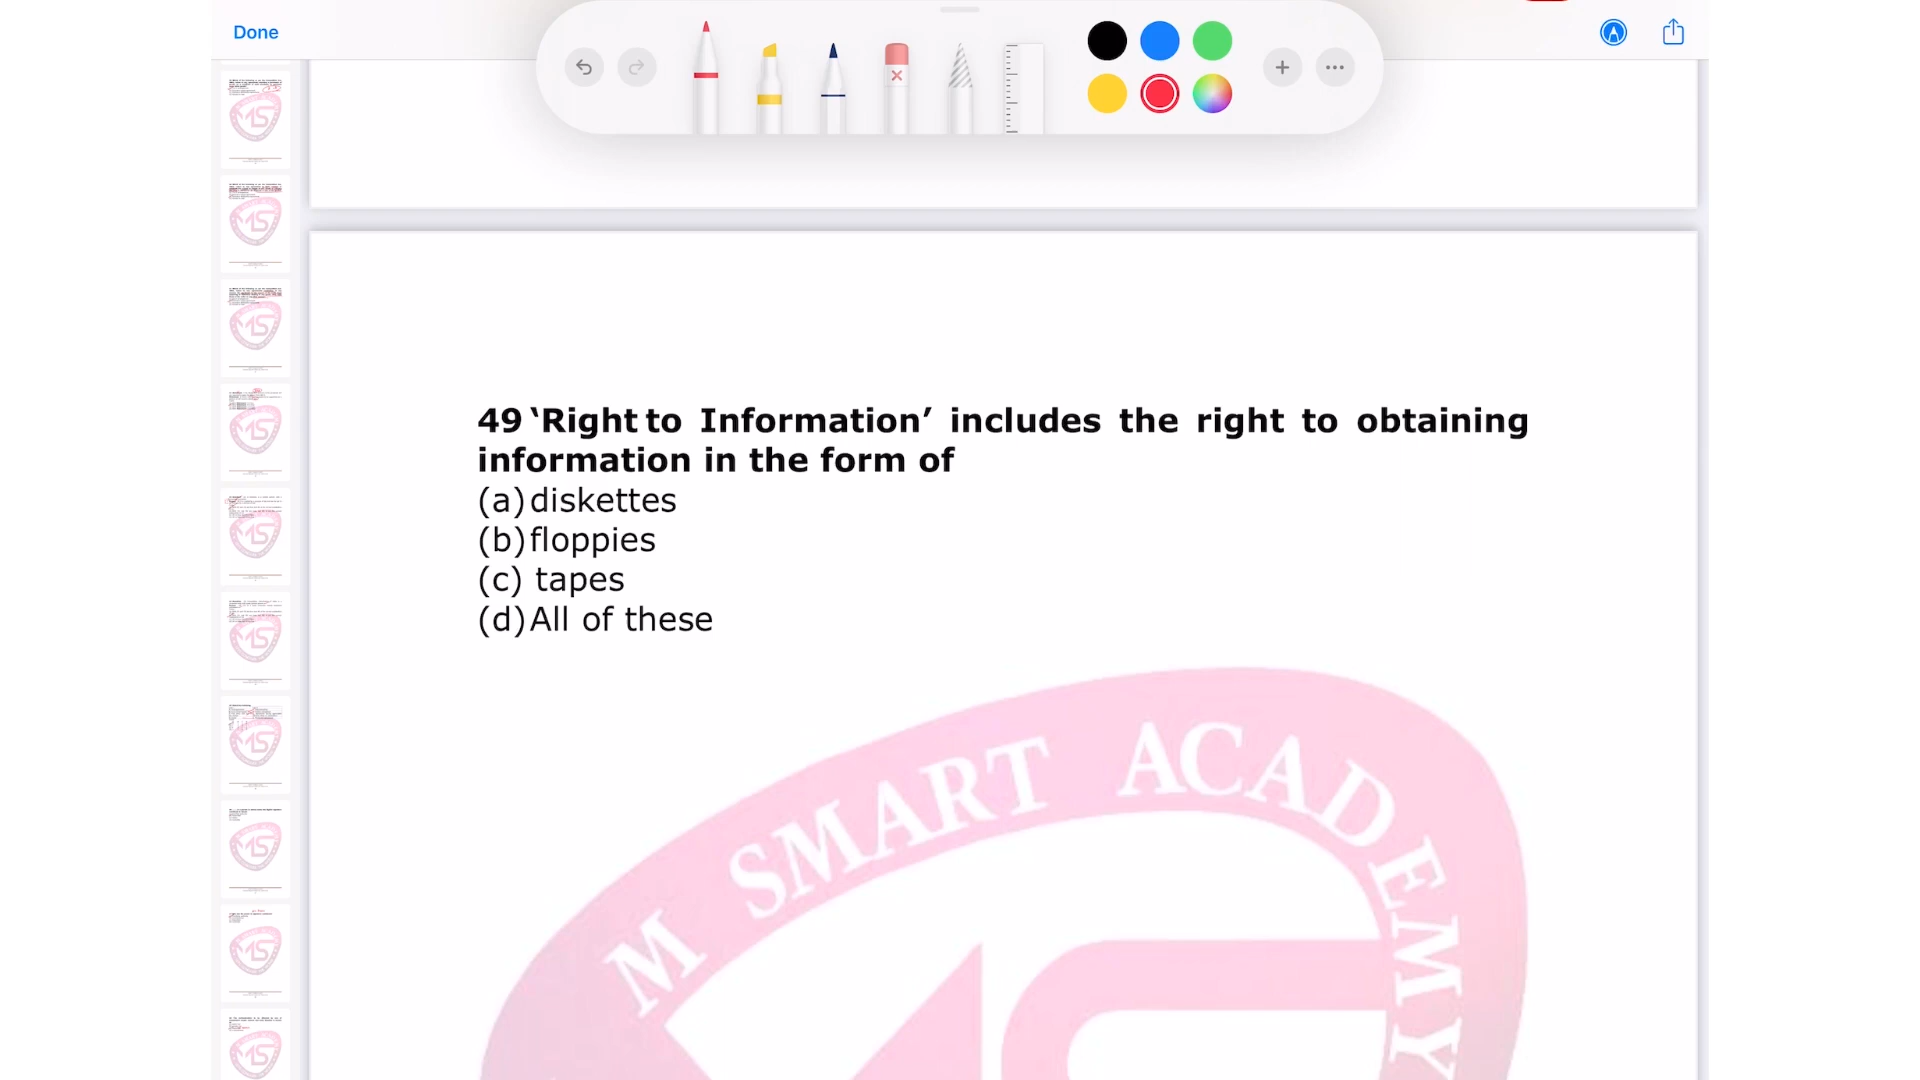 Done
49 ‘Right to Information’ includes the right to obtaining
information in the form of
(a) diskettes
(b) floppies
(c) tapes
(d) All of these
M SMART ACADEMY